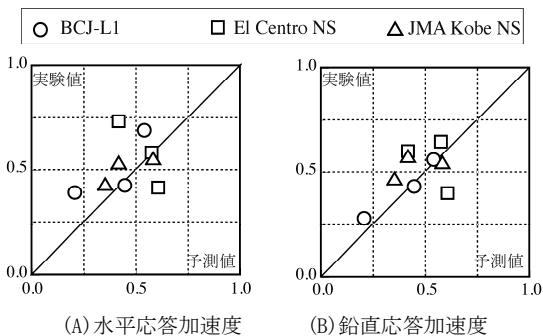 BCJ-L1 El Centro NS JMA Kobe NS
1.0 1.0
実験値 実験値
0.5 0.5
予測値 予測値
0.0 0.0
0.0 0.5 1.0 0.0 0.5 1.0
(A)水平応答加速度 (B)鉛直応答加速度